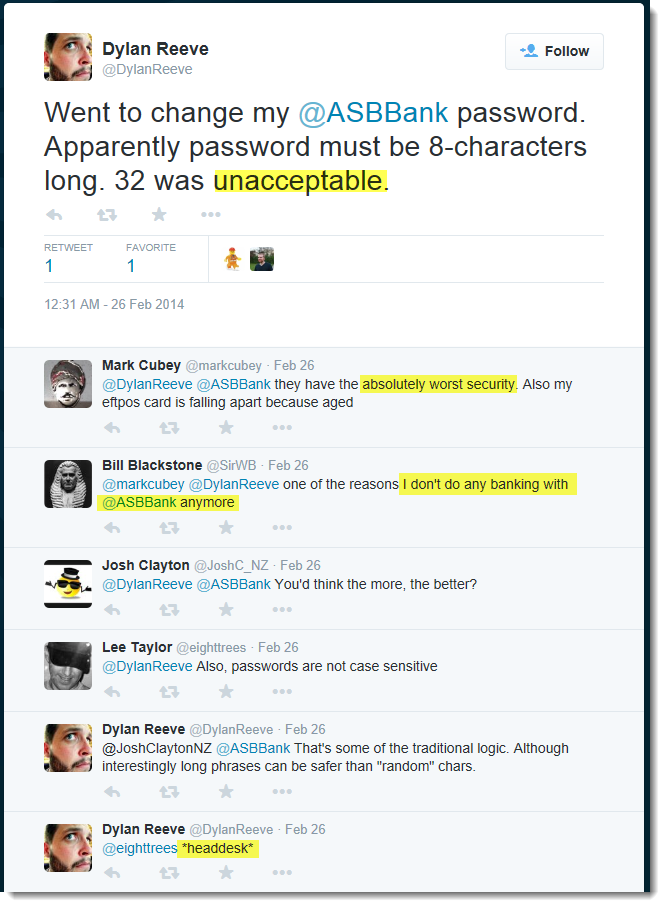 Dylan Reeve
@DylanReeve
Follow
Went to change my @ASBBank password.
Apparently password must be 8-characters
long. 32 was unacceptable.
RETWEET FAVORITE
1 1
12:31 AM - 26 Feb 2014
Mark Cubey @markcubey · Feb 26
@DylanReeve @ASBBank they have the absolutely worst security. Also my
eftpos card is falling apart because aged
Bill Blackstone @SirWB · Feb 26
@markcubey @DylanReeve one of the reasons I don't do any banking with
@ASBBank anymore
Josh Clayton @JoshC_NZ · Feb 26
@DylanReeve @ASBBank You'd think the more, the better?
Lee Taylor @eighttrees · Feb 26
@DylanReeve Also, passwords are not case sensitive
Dylan Reeve @DylanReeve · Feb 26
@JoshClaytonNZ @ASBBank That's some of the traditional logic. Although
interestingly long phrases can be safer than "random" chars.
Dylan Reeve @DylanReeve · Feb 26
@eighttrees *headdesk*